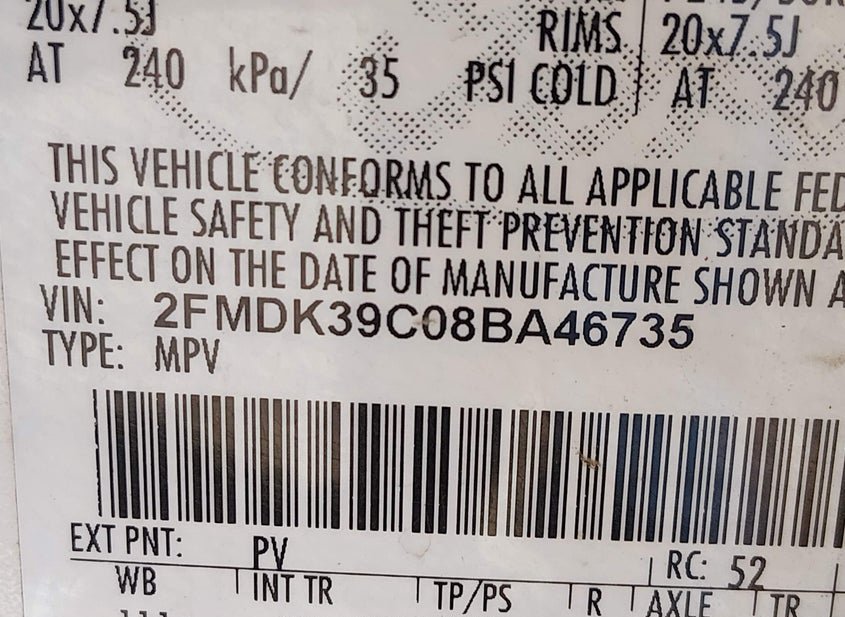 20x7.5J
RIMS 20x7.5J
AT 240 kPa/ 35 PSI COLD AT 240
THIS VEHICLE CONFORMS TO ALL APPLICABLE FED
VEHICLE SAFETY AND THEFT PREVENTION STANDA
EFFECT ON THE DATE OF MANUFACTURE SHOWN A
VIN: 2FMDK39C08BA46735
TYPE: MPV
EXT PNT: PV RC: 52
WB INT TR TP/PS R AXLE TR